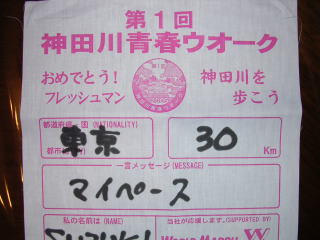 第1回
神田川青春ウオーク
おめでとう! 神田川を
フレッシュマン 歩こう
都道府県・国 (NATIONALITY)
東京 30
都市 Km
一言メッセージ (MESSAGE)
マイペース
私の名前は (NAME) 当社が応援します。(SUPPORTED BY)
SUZUKI WORLD MARCH W